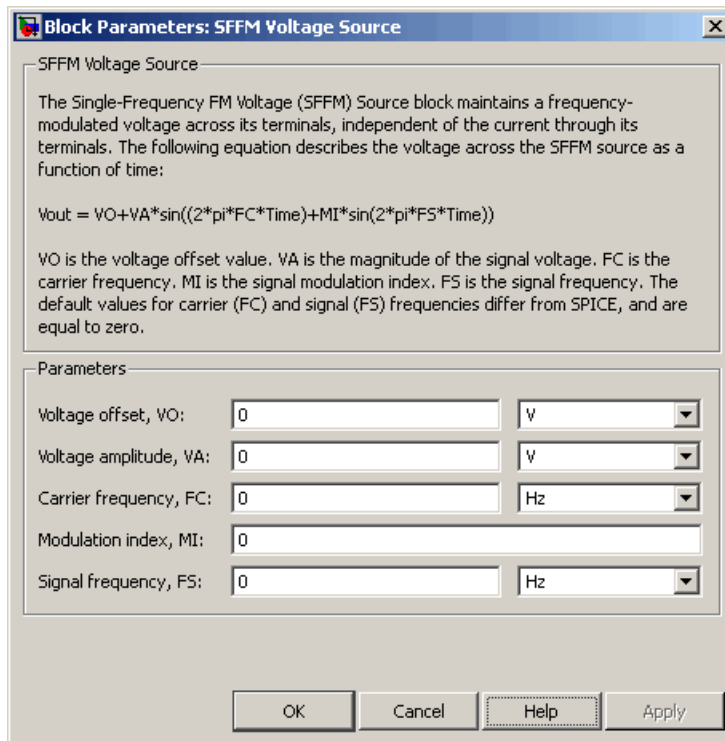 Block Parameters: SFFM Voltage Source
SFFM Voltage Source
The Single-Frequency FM Voltage (SFFM) Source block maintains a frequency-
modulated voltage across its terminals, independent of the current through its
terminals. The following equation describes the voltage across the SFFM source as a
function of time:
Vout = VO+VA*sin((2*pi*FC*Time)+MI*sin(2*pi*FS*Time))
VO is the voltage offset value. VA is the magnitude of the signal voltage. FC is the
carrier frequency. MI is the signal modulation index. FS is the signal frequency. The
default values for carrier (FC) and signal (FS) frequencies differ from SPICE, and are
equal to zero.
Parameters
Voltage offset, VO: 0 V
Voltage amplitude, VA: 0 V
Carrier frequency, FC: 0 Hz
Modulation index, MI: 0
Signal frequency, FS: 0 Hz
OK Cancel Help Apply